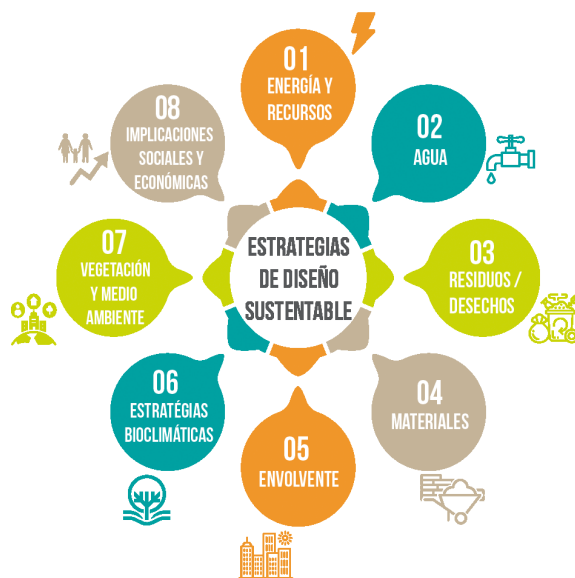 01
ENERGÍA Y
RECURSOS
02
AGUA
03
RESIDUOS /
DESECHOS
04
MATERIALES
05
ENVOLVENTE
06
ESTRATÉGIAS
BIOCLIMÁTICAS
07
VEGETACIÓN
Y MEDIO
AMBIENTE
08
IMPLICACIONES
SOCIALES Y
ECONÓMICAS
ESTRATEGIAS
DE DISEÑO
SUSTENTABLE